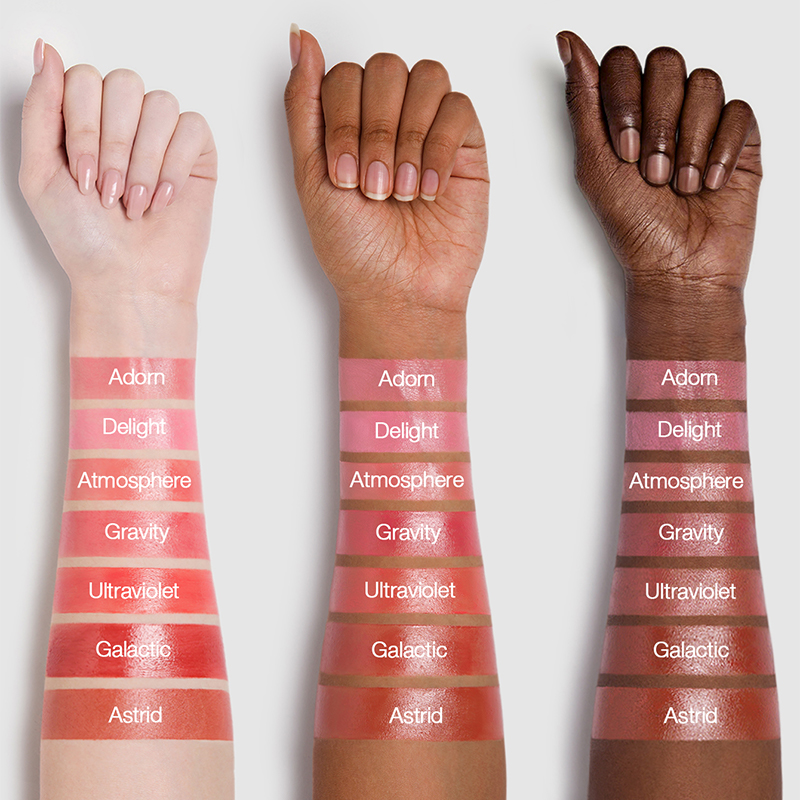 Adorn
Delight
Atmosphere
Gravity
Ultraviolet
Galactic
Astrid
Adorn
Delight
Atmosphere
Gravity
Ultraviolet
Galactic
Astrid
Adorn
Delight
Atmosphere
Gravity
Ultraviolet
Galactic
Astrid